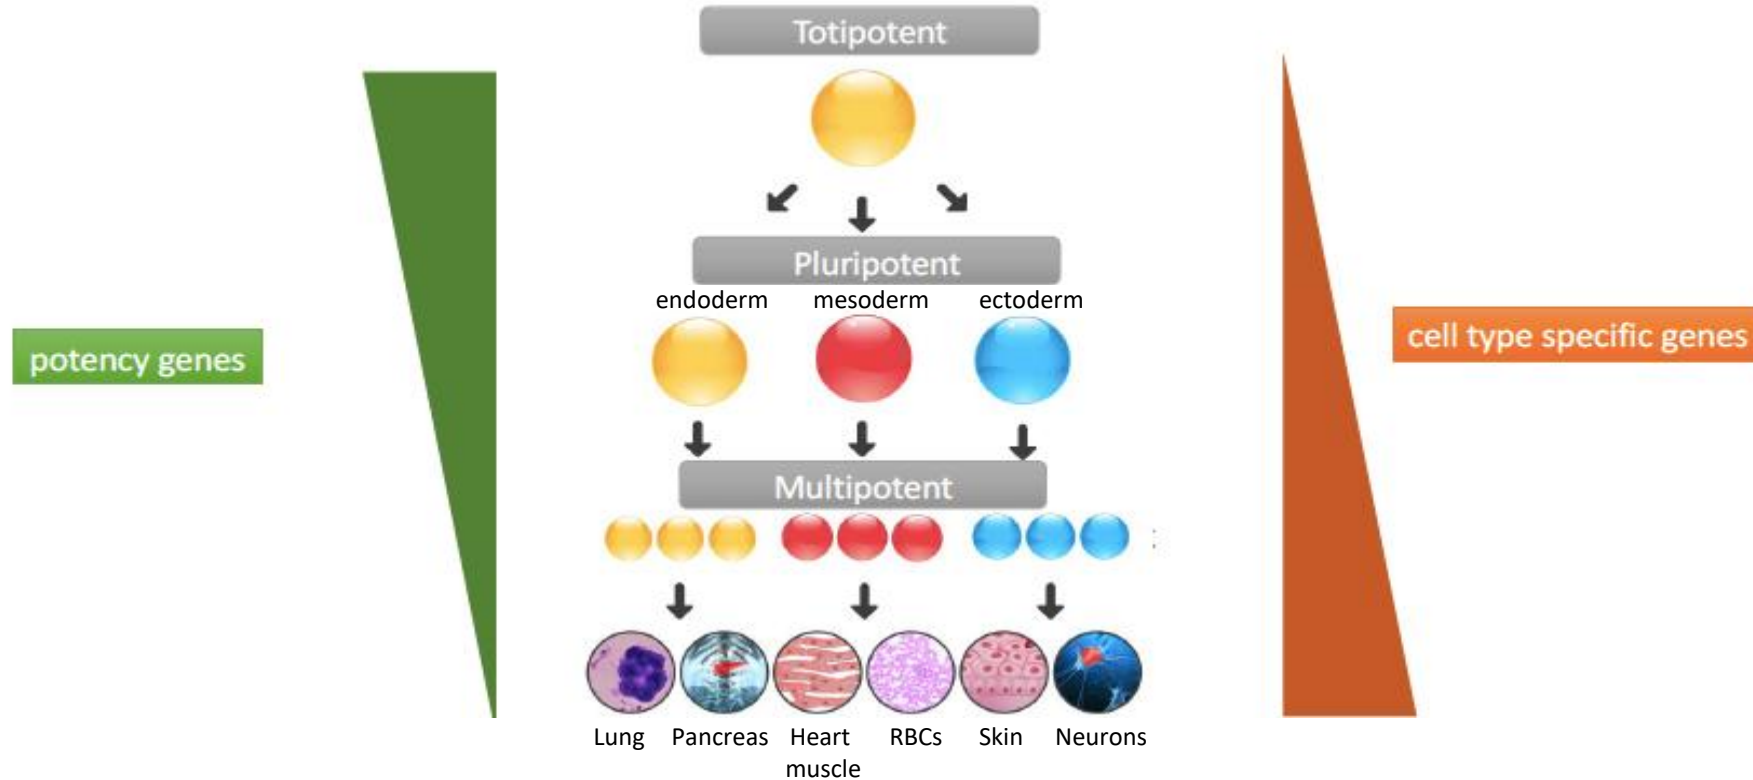 Totipotent
Pluripotent
endoderm mesoderm ectoderm
potency genes
cell type specific genes
Multipotent
Lung Pancreas Heart muscle RBCs Skin Neurons